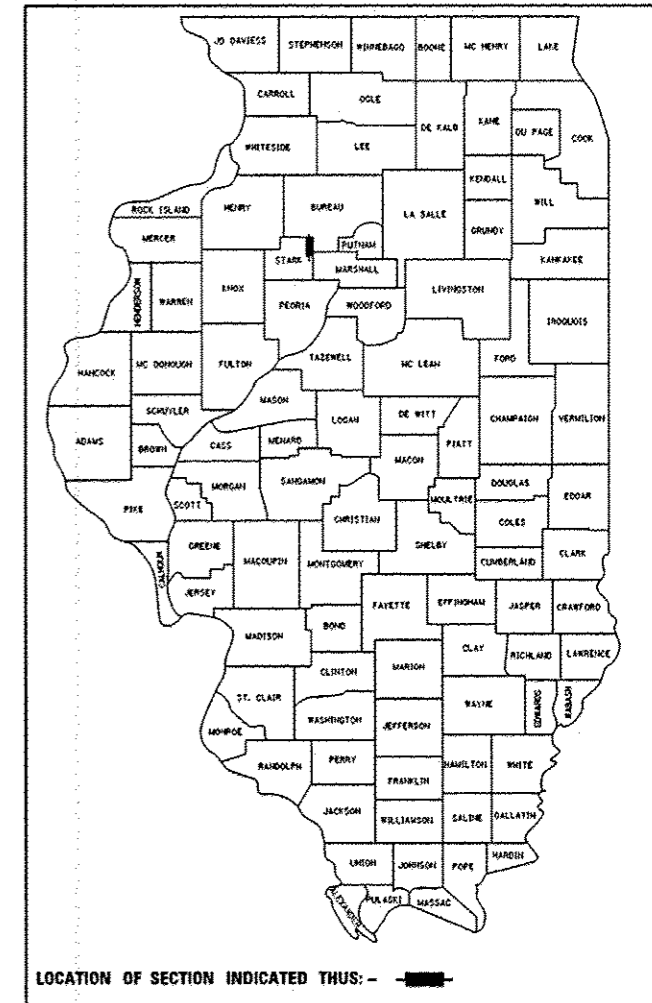 JO DAVIESS STEPHENSON WINNEBAGO BOONE MC HENRY LAKE
CARROLL OGLE DE KALB KANE DU PAGE COOK
WHITESIDE LEE KENDALL WILL
ROCK ISLAND HENRY BUREAU LA SALLE GRUNDY
MERCER STARK PUTNAM KANKAKEE
MARSHALL
HENDERSON WARREN KNOX PEORIA WOODFORD LIVINGSTON IROQUOIS
HANCOCK MC DONOUGH FULTON TAZEWELL MC LEAN FORD
SCHUYLER MASON LOGAN DE WITT CHAMPAIGN VERMILION
ADAMS BROWN CASS MENARD MACON PIATT
PIKE SCOTT MORGAN SANGAMON CHRISTIAN MOULTRIE DOUGLAS EDGAR
COLES
CALHOUN GREENE MACOUPIN MONTGOMERY SHELBY CUMBERLAND CLARK
JERSEY FAYETTE EFFINGHAM JASPER CRAWFORD
MADISON BOND
CLINTON MARION CLAY RICHLAND LAWRENCE
ST. CLAIR WASHINGTON JEFFERSON WAYNE EDWARDS WABASH
MONROE
RANDOLPH PERRY FRANKLIN HAMILTON WHITE
JACKSON WILLIAMSON SALINE GALLATIN
UNION JOHNSON POPE HARDIN
ALEXANDER PULASKI MASSAC
LOCATION OF SECTION INDICATED THUS: -